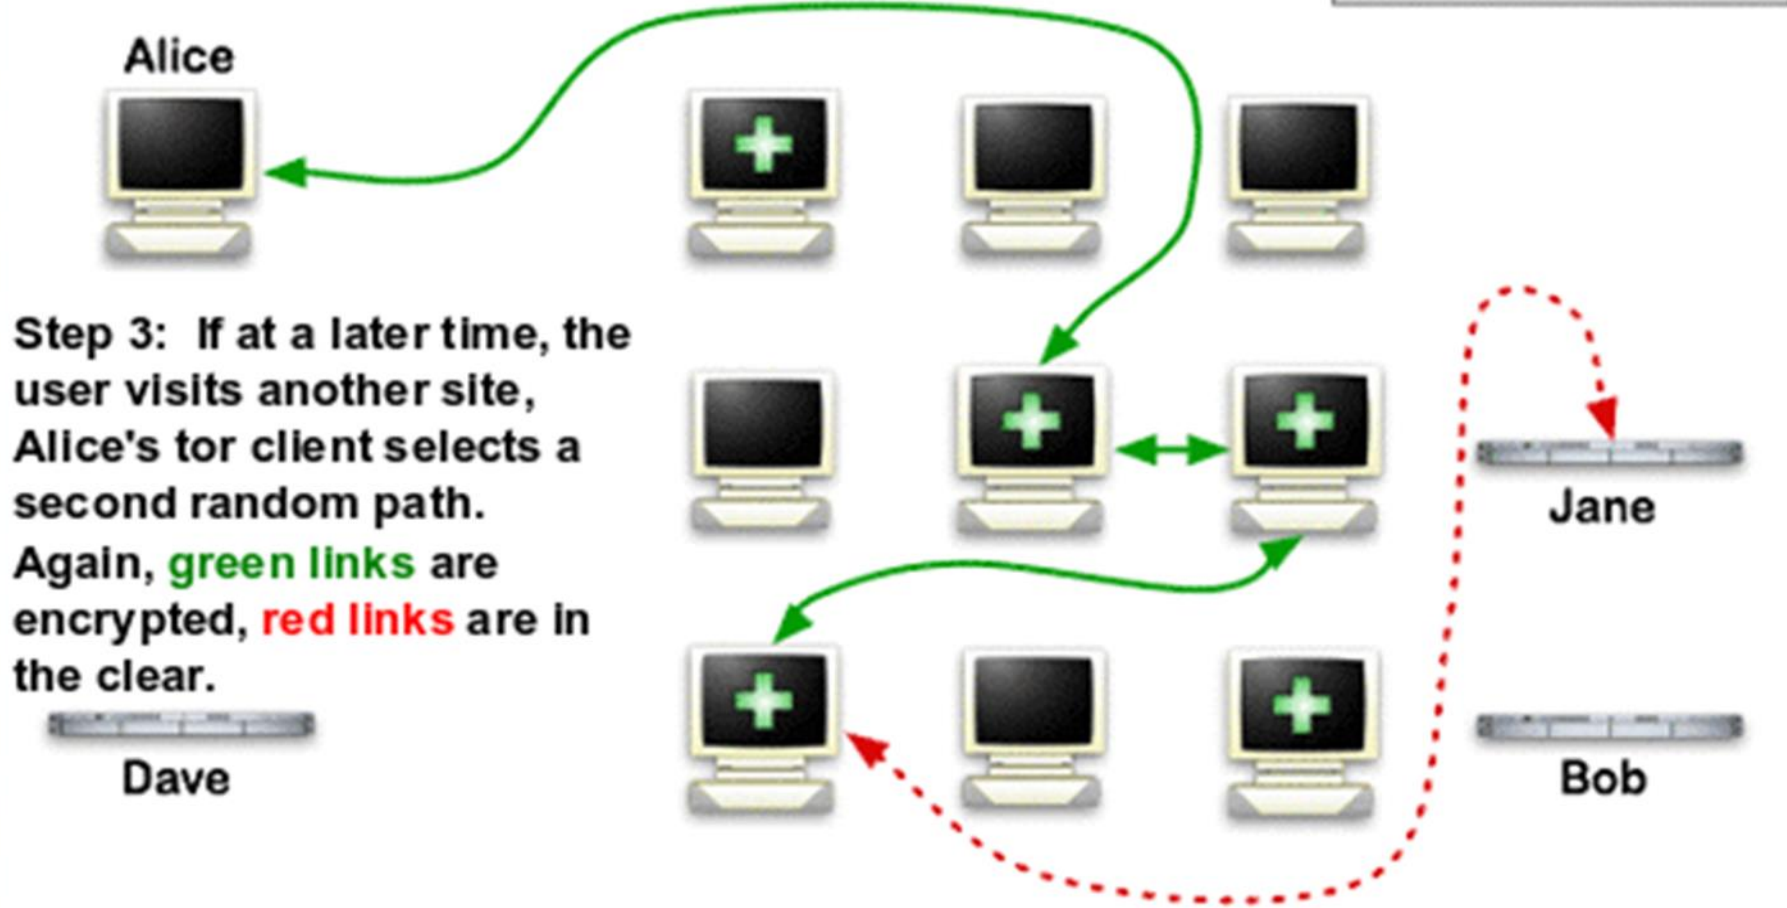 Alice
Step 3: If at a later time, the
user visits another site,
Alice's tor client selects a
second random path.
Again, green links are
encrypted, red links are in
the clear.
Dave
Jane
Bob